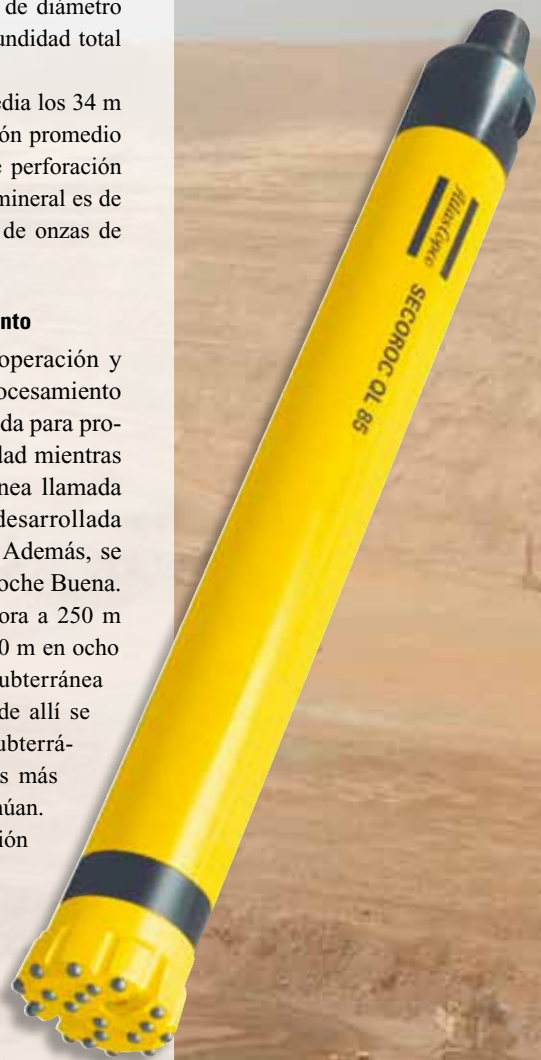 de diámetro
undidad total
edia los 34 m
ón promedio
e perforación
mineral es de
de onzas de
nto
operación y
ocesamiento
da para pro-
dad mientras
nea llamada
desarrollada
Además, se
oche Buena.
ora a 250 m
0 m en ocho
ubterránea
de allí se
ubterrá-
s más
núan.
ión
Atlas Copco
SECOROC QL 85